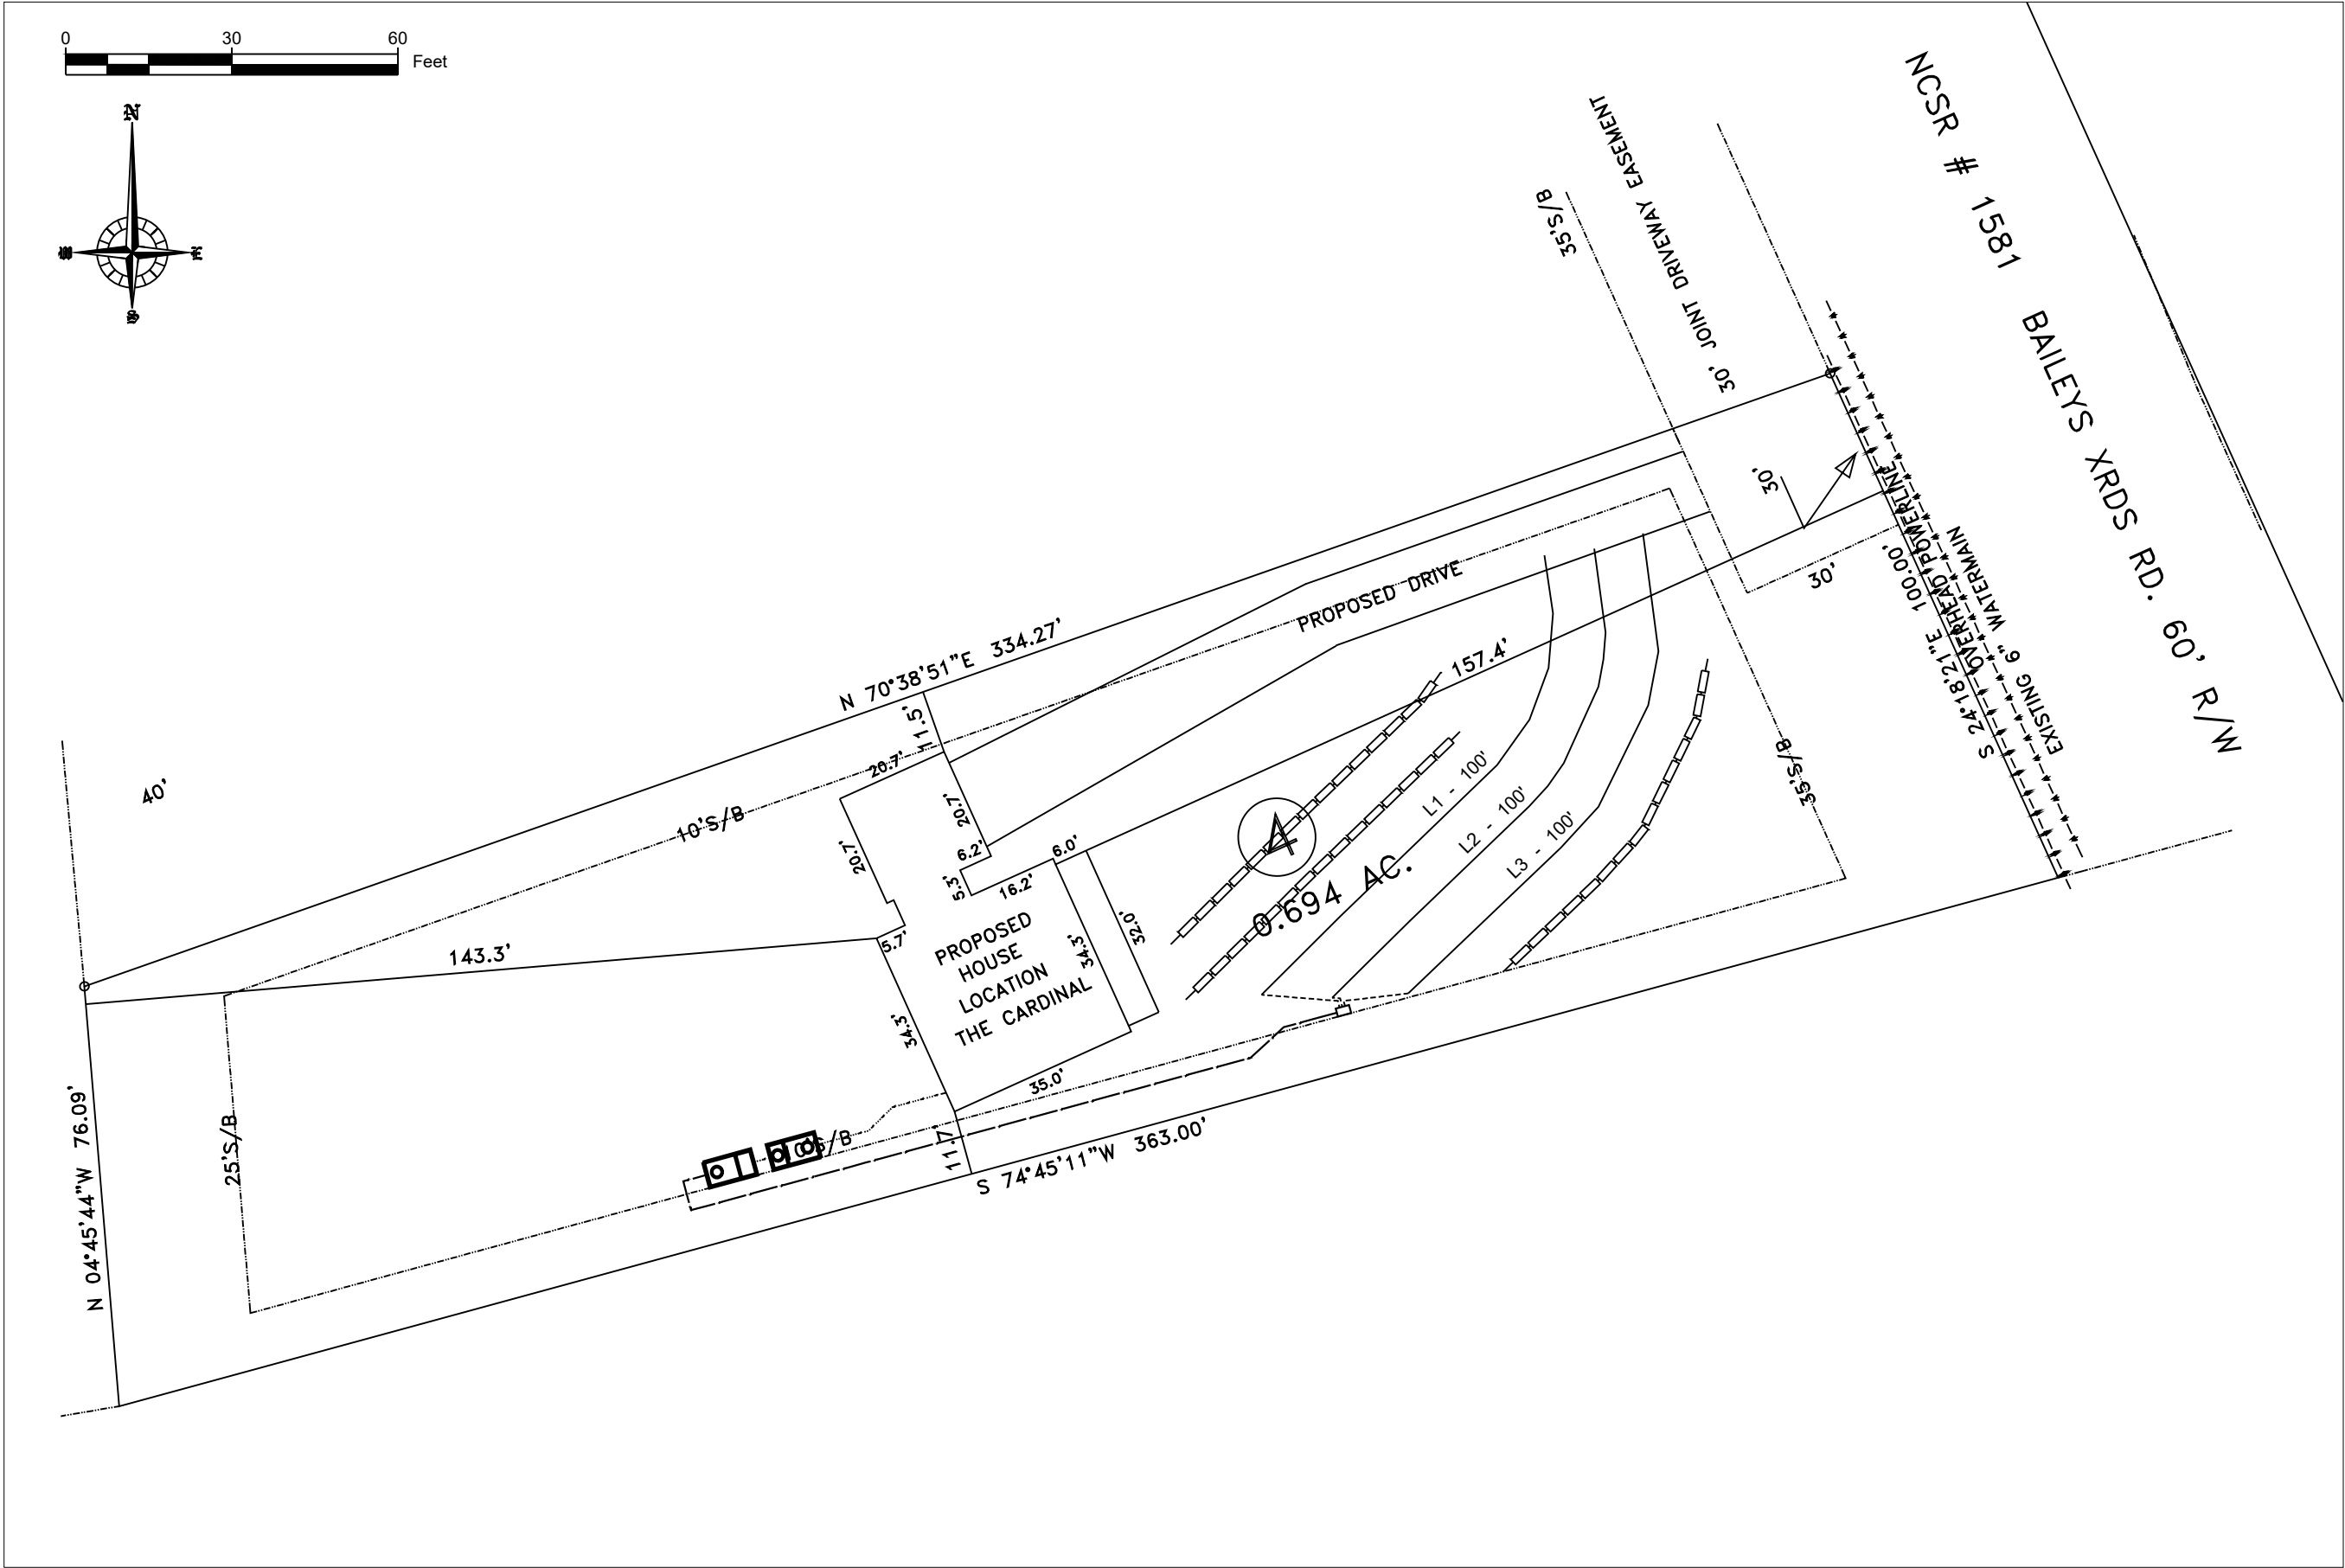 0 30 60
Feet
N
W E
S
NCSR # 1581 BAILEYS XRDS RD. 60' R/W
30' JOINT DRIVEWAY EASEMENT
35'S/B
30'
30'
100.00'
S 24°18'21"E
OVERHEAD POWERLINE
EXISTING 6" WATERMAIN
PROPOSED DRIVE
N 70°38'51"E 334.27'
157.4'
11.5'
20.7'
20.7'
20.7'
6.2'
5.3'
16.2'
6.0'
40'
10'S/B
35'S/B
L1 - 100'
L2 - 100'
L3 - 100'
4
0.694 AC.
143.3'
5.7'
PROPOSED
HOUSE
LOCATION
THE CARDINAL
34.3'
32.0'
34.3'
35.0'
N 04°45'44"W 76.09'
25'S/B
10'S/B
11.7'
S 74°45'11"W 363.00'